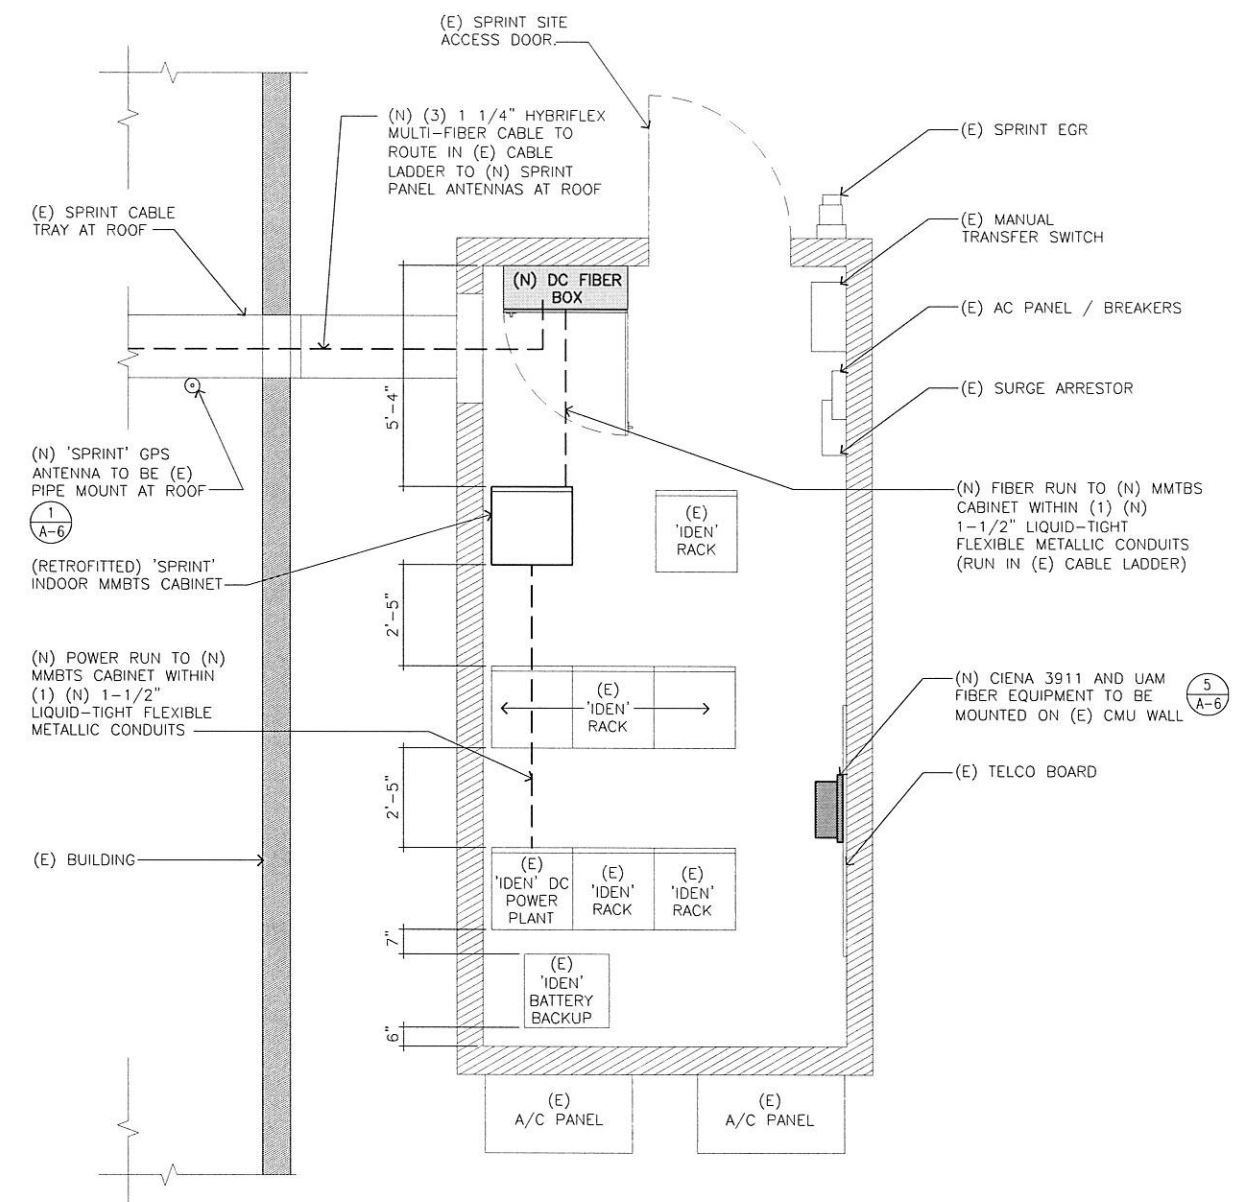 (E) SPRINT SITE
ACCESS DOOR.
(N) (3) 1 1/4" HYBRIFLEX
MULTI-FIBER CABLE TO
ROUTE IN (E) CABLE
LADDER TO (N) SPRINT
PANEL ANTENNAS AT ROOF
(E) SPRINT EGR
(E) SPRINT CABLE
TRAY AT ROOF
(E) MANUAL
TRANSFER SWITCH
(N) DC FIBER
BOX
(E) AC PANEL / BREAKERS
(E) SURGE ARRESTOR
5'-4"
(N) 'SPRINT' GPS
ANTENNA TO BE (E)
PIPE MOUNT AT ROOF
1
A-6
(N) FIBER RUN TO (N) MMTBS
CABINET WITHIN (1) (N)
1-1/2" LIQUID-TIGHT
FLEXIBLE METALLIC CONDUITS
(RUN IN (E) CABLE LADDER)
(E)
'IDEN'
RACK
(RETROFITTED) 'SPRINT'
INDOOR MMBTS CABINET
2'-5"
(N) POWER RUN TO (N)
MMBTS CABINET WITHIN
(1) (N) 1-1/2"
LIQUID-TIGHT FLEXIBLE
METALLIC CONDUITS
(E)
'IDEN'
RACK
(N) CIENA 3911 AND UAM
FIBER EQUIPMENT TO BE
MOUNTED ON (E) CMU WALL
5
A-6
2'-5"
(E) TELCO BOARD
(E) BUILDING
(E)
'IDEN' DC
POWER
PLANT
(E)
'IDEN'
RACK
(E)
'IDEN'
RACK
7"
(E)
'IDEN'
BATTERY
BACKUP
6"
(E)
A/C PANEL
(E)
A/C PANEL